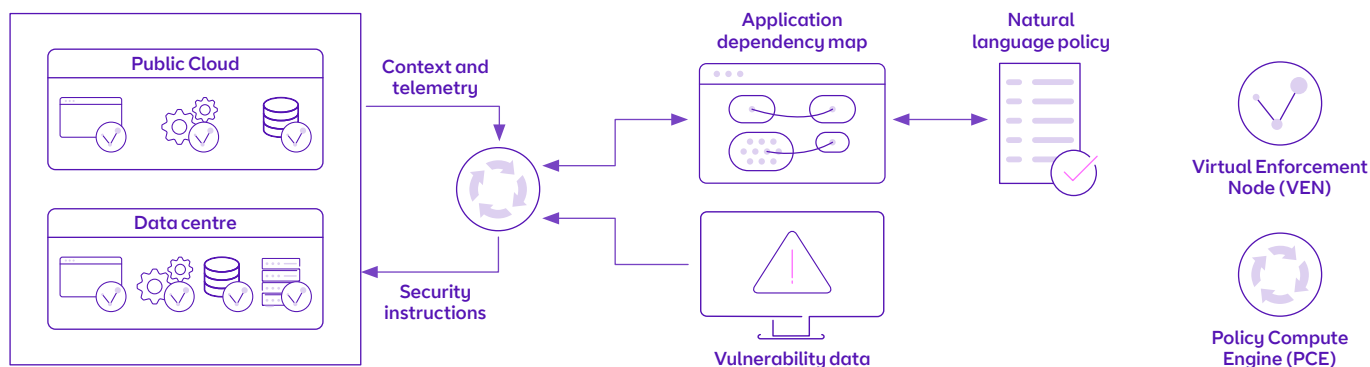 Public Cloud
Data centre
Context and
telemetry
Security
instructions
Application
dependency map
Vulnerability data
Natural
language policy
Virtual Enforcement
Node (VEN)
Policy Compute
Engine (PCE)